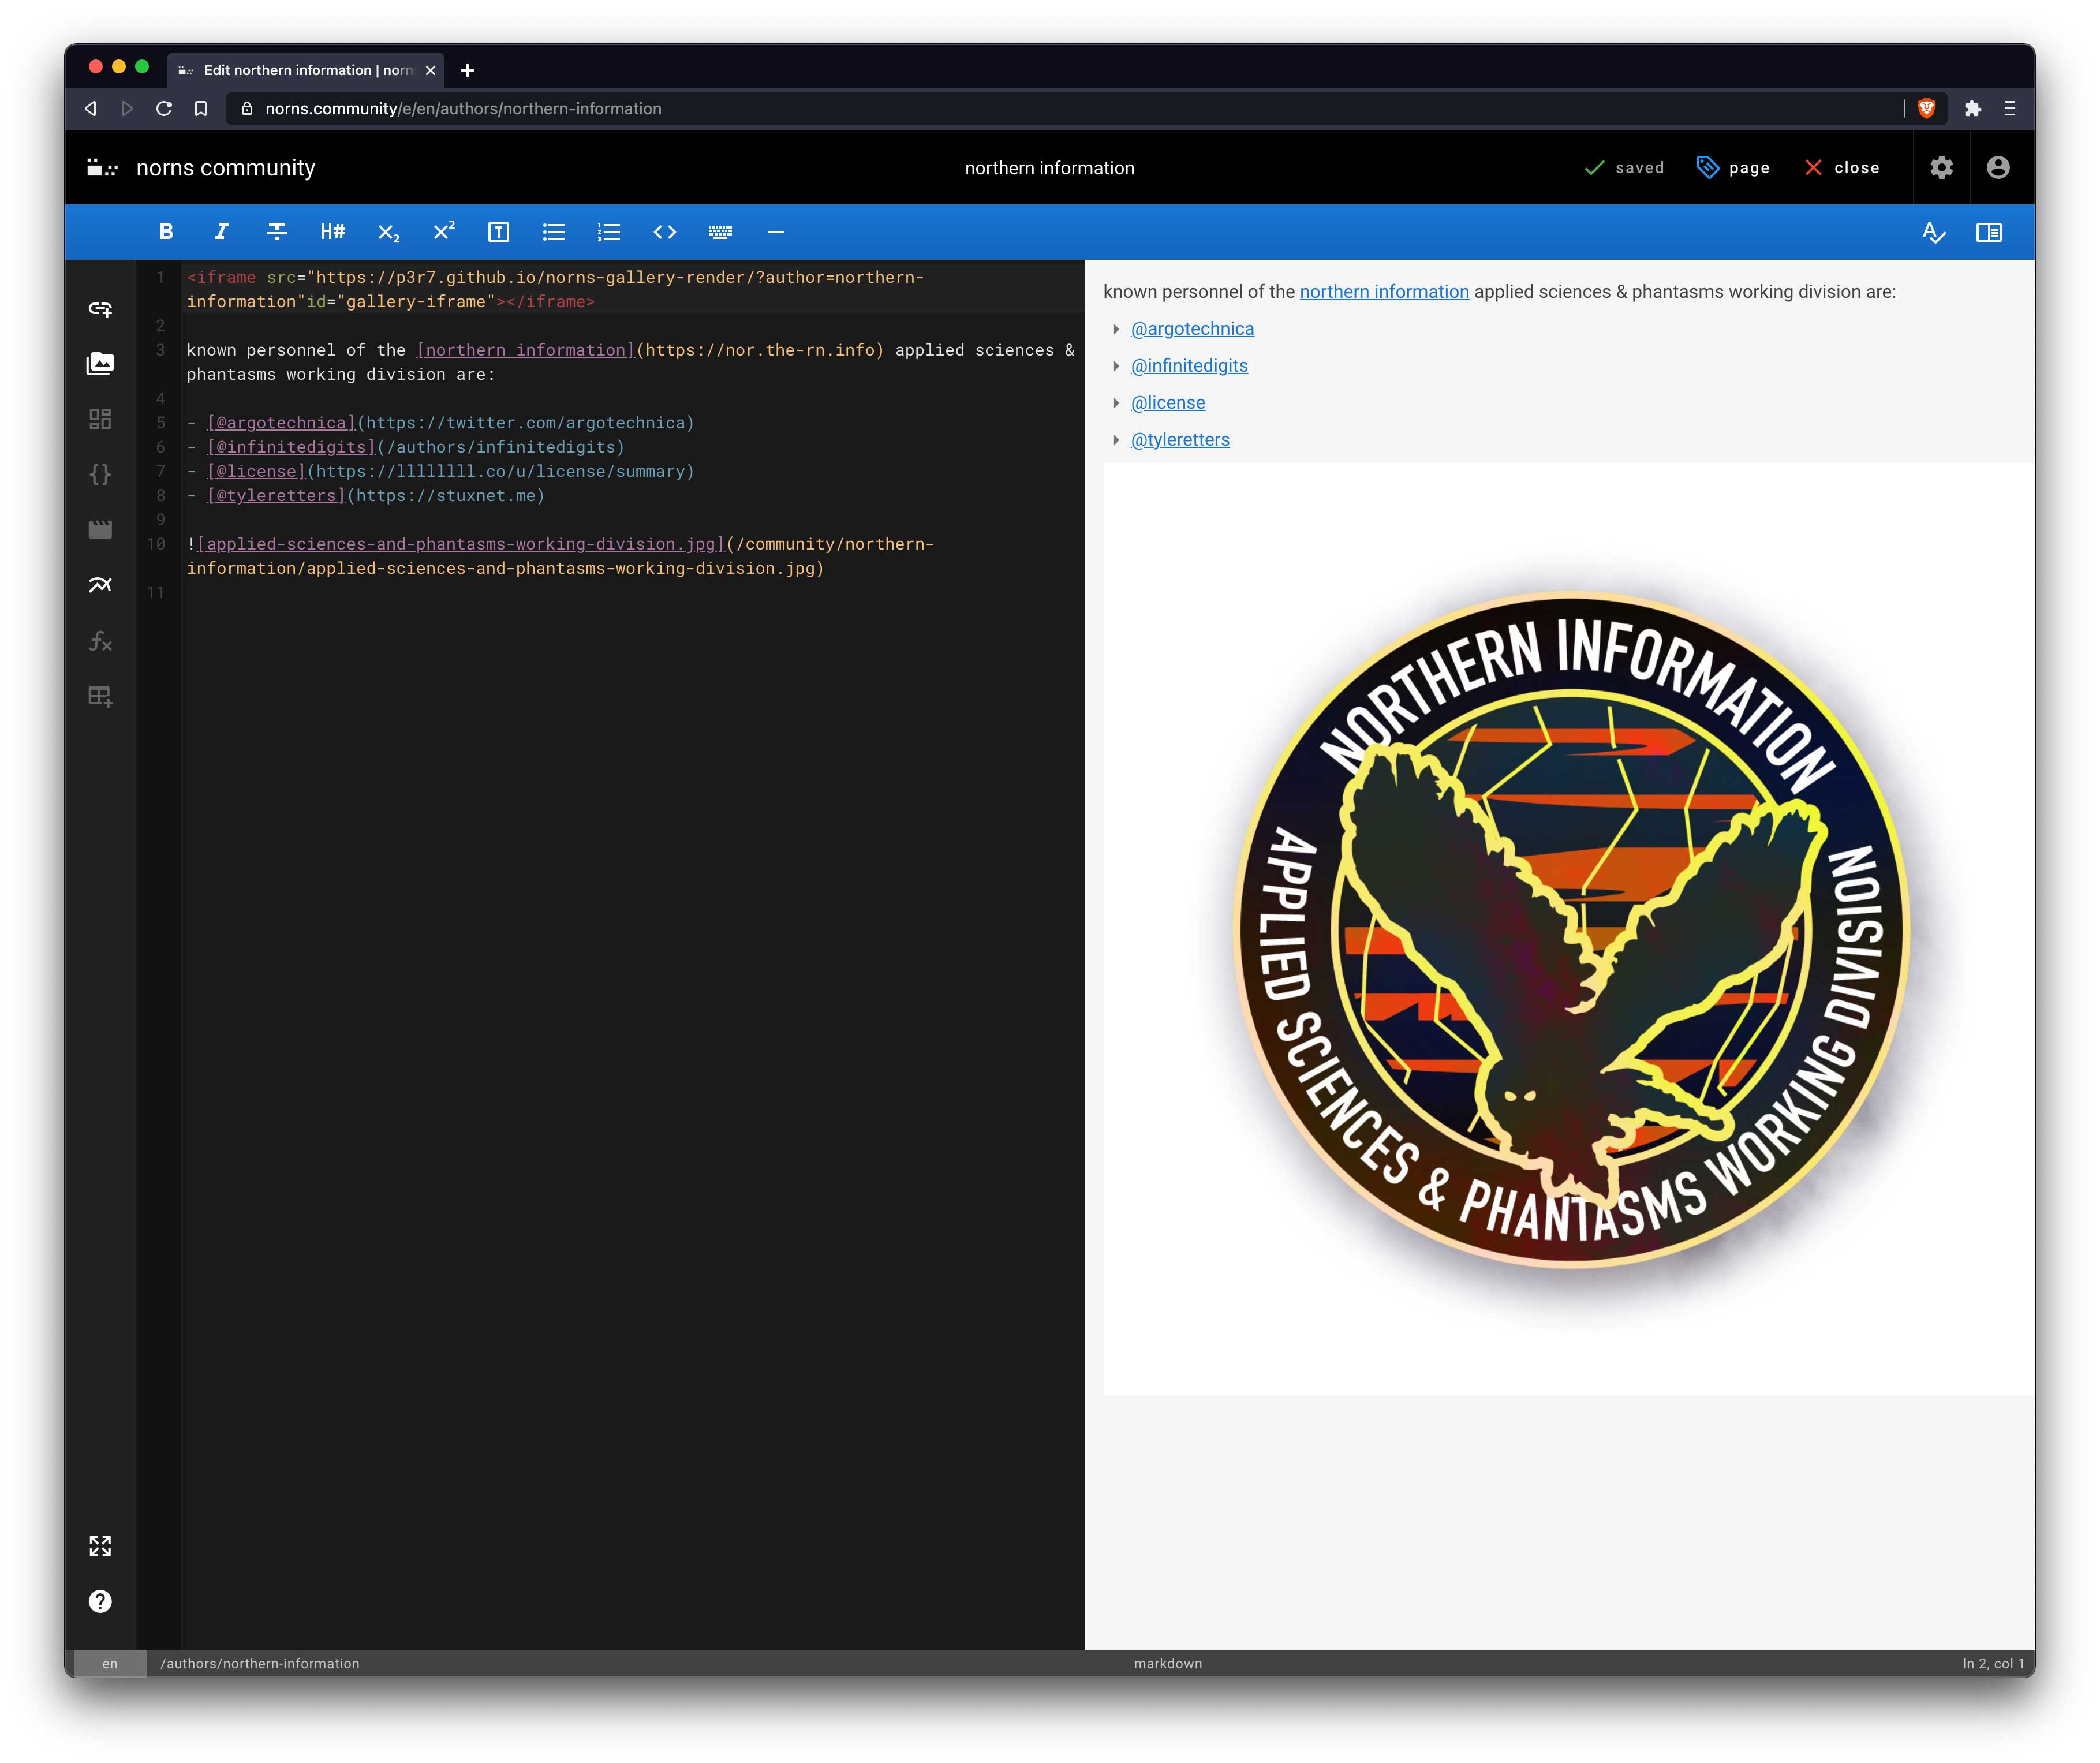 Edit northern information | norn
norns.community/e/en/authors/northern-information
norns community
northern information
saved
page
close
B
I
H#
X2
X2
T
1
<iframe src="https://p3r7.github.io/norns-gallery-render/?author=northern-
information"id="gallery-iframe"></iframe>
2
3
known personnel of the [northern information](https://nor.the-rn.info) applied sciences &
phantasms working division are:
4
5
- [@argotechnica](https://twitter.com/argotechnica)
6
- [@infinitedigits](/authors/infinitedigits)
7
- [@license](https://llllllll.co/u/license/summary)
8
- [@tyleretters](https://stuxnet.me)
9
10
![applied-sciences-and-phantasms-working-division.jpg](/community/northern-
information/applied-sciences-and-phantasms-working-division.jpg)
11
known personnel of the northern information applied sciences & phantasms working division are:
@argotechnica
@infinitedigits
@license
@tyleretters
NORTHERN INFORMATION
APPLIED SCIENCES & PHANTASMS WORKING DIVISION
en
/authors/northern-information
markdown
ln 2, col 1